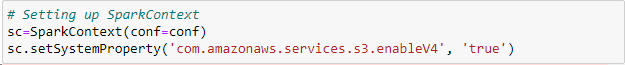 # Setting up SparkContext
sc=SparkContext(conf=conf)
sc.setSystemProperty('com.amazonaws.services.s3.enableV4', 'true')